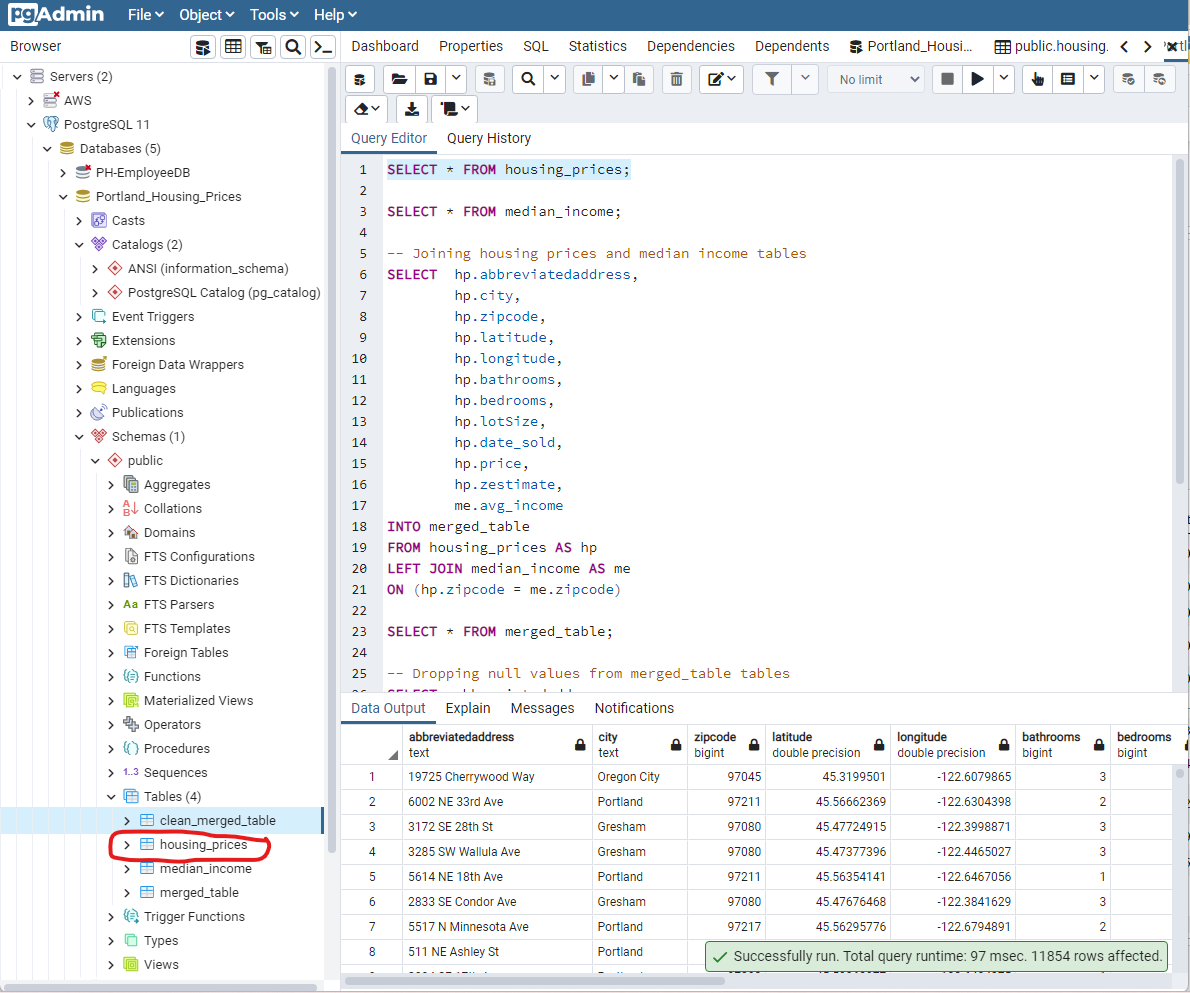 pgAdmin File Object Tools Help
Browser
Dashboard Properties SQL Statistics Dependencies Dependents Portland_Housi... public.housing.
Servers (2)
AWS
PostgreSQL 11
Databases (5)
PH-EmployeeDB
Portland_Housing_Prices
Casts
Catalogs (2)
ANSI (information_schema)
PostgreSQL Catalog (pg_catalog)
Event Triggers
Extensions
Foreign Data Wrappers
Languages
Publications
Schemas (1)
public
Aggregates
Collations
Domains
FTS Configurations
FTS Dictionaries
Aa FTS Parsers
FTS Templates
Foreign Tables
Functions
Materialized Views
Operators
Procedures
1..3 Sequences
Tables (4)
clean_merged_table
housing_prices
median_income
merged_table
Trigger Functions
Types
Views
No limit
Query Editor Query History
1 SELECT * FROM housing_prices;
2
3 SELECT * FROM median_income;
4
5 -- Joining housing prices and median income tables
6 SELECT hp.abbreviatedaddress,
7 hp.city,
8 hp.zipcode,
9 hp.latitude,
10 hp.longitude,
11 hp.bathrooms,
12 hp.bedrooms,
13 hp.lotSize,
14 hp.date_sold,
15 hp.price,
16 hp.zestimate,
17 me.avg_income
18 INTO merged_table
19 FROM housing_prices AS hp
20 LEFT JOIN median_income AS me
21 ON (hp.zipcode = me.zipcode)
22
23 SELECT * FROM merged_table;
24
25 -- Dropping null values from merged_table tables
Data Output Explain Messages Notifications
abbreviatedaddress city zipcode latitude longitude bathrooms bedrooms
text text bigint double precision double precision bigint bigint
1 19725 Cherrywood Way Oregon City 97045 45.3199501 -122.6079865 3
2 6002 NE 33rd Ave Portland 97211 45.56662369 -122.6304398 2
3 3172 SE 28th St Gresham 97080 45.47724915 -122.3998871 3
4 3285 SW Wallula Ave Gresham 97080 45.47377396 -122.4465027 3
5 5614 NE 18th Ave Portland 97211 45.56354141 -122.6467056 1
6 2833 SE Condor Ave Gresham 97080 45.47676468 -122.3841629 3
7 5517 N Minnesota Ave Portland 97217 45.56295776 -122.6794891 2
8 511 NE Ashley St Portland
Successfully run. Total query runtime: 97 msec. 11854 rows affected.